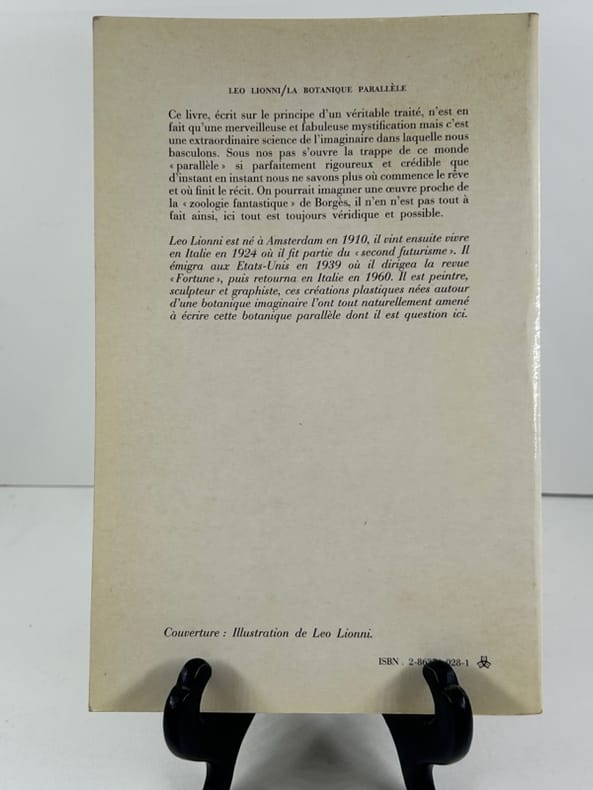 LEO LIONNI/LA BOTANIQUE PARALLÈLE
Ce livre, écrit sur le principe d'un véritable traité, n'est en
fait qu'une merveilleuse et fabuleuse mystification mais c'est
une extraordinaire science de l'imaginaire dans laquelle nous
basculons. Sous nos pas s'ouvre la trappe de ce monde
« parallèle » si parfaitement rigoureux et crédible que
d'instant en instant nous ne savons plus où commence le rêve
et où finit le récit. On pourrait imaginer une œuvre proche de
la « zoologie fantastique » de Borgès, il n'en n'est pas tout à
fait ainsi, ici tout est toujours véridique et possible.
Leo Lionni est né à Amsterdam en 1910, il vint ensuite vivre
en Italie en 1924 où il fit partie du « second futurisme ». Il
émigra aux Etats-Unis en 1939 où il dirigea la revue
« Fortune », puis retourna en Italie en 1960. Il est peintre,
sculpteur et graphiste, ces créations plastiques nées autour
d'une botanique imaginaire l'ont tout naturellement amené
à écrire cette botanique parallèle dont il est question ici.
Couverture : Illustration de Leo Lionni.
ISBN . 2-86 028-1